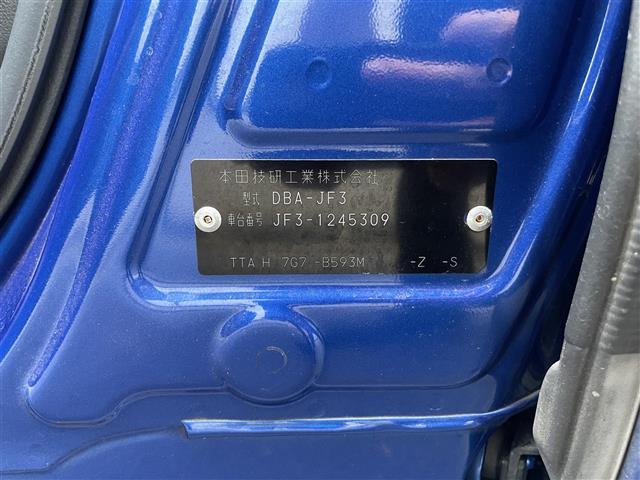 本田技研工業株式会社
型式 DBA-JF3
車台番号 JF3-1245309
TTA H 7G7 -B593M -Z -S